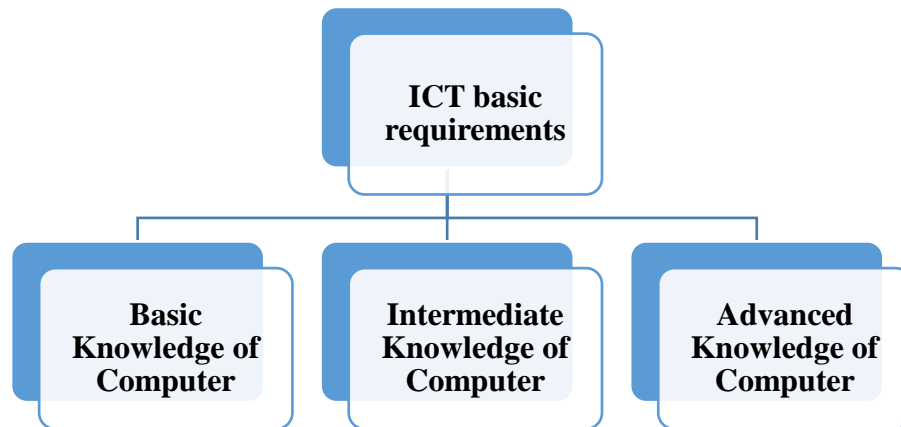 ICT basic
requirements
Basic
Knowledge of
Computer
Intermediate
Knowledge of
Computer
Advanced
Knowledge of
Computer